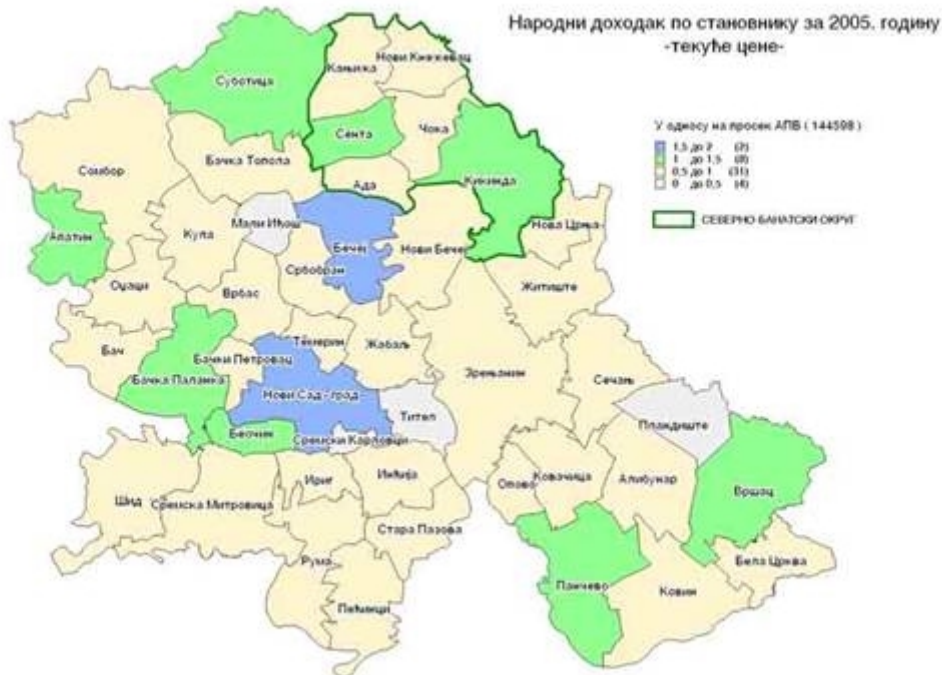 Народни доходак по становнику за 2005. годину
-текуће цене-
У односу на просек АПВ ( 144598 )
1,5 до 2 (2)
1 до 1,5 (8)
0,5 до 1 (31)
0 до 0,5 (4)
СЕВЕРНО БАНАТСКИ ОКРУГ
Суботица
Кањижа
Нови Кнежевац
Сента
Чока
Сомбор
Бачка Топола
Ада
Кикинда
Апатин
Кула
Мали Иђош
Бечеј
Нови Бечеј
Нова Црња
Србобран
Оџаци
Врбас
Житиште
Бач
Бачки Петровац
Темерин
Жабаљ
Зрењанин
Сечањ
Бачка Паланка
Нови Сад - град
Тител
Пландиште
Беочин
Сремски Карловци
Шид
Сремска Митровица
Ириг
Инђија
Опово
Ковачица
Алибунар
Вршац
Стара Пазова
Рума
Панчево
Ковин
Бела Црква
Пећинци